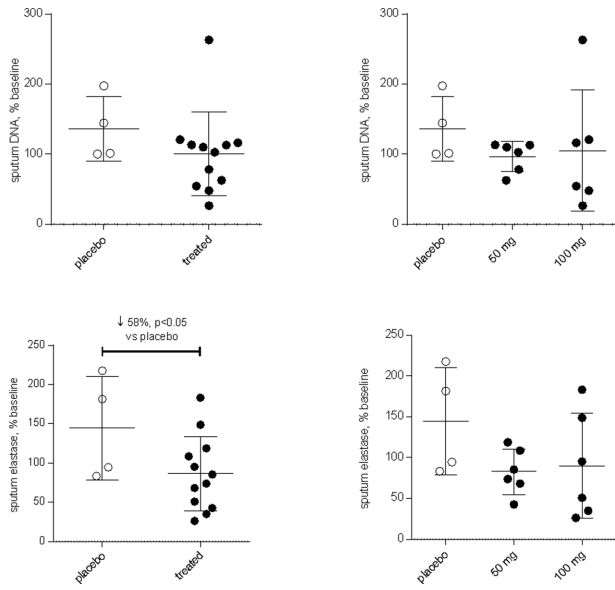 300
200
100
0
sputum DNA, % baseline
placebo
treated
300
200
100
0
sputum DNA, % baseline
placebo
50 mg
100 mg
↓ 58%, p<0.05
vs placebo
250
200
150
100
50
0
sputum elastase, % baseline
placebo
treated
250
200
150
100
50
0
sputum elastase, % baseline
placebo
50 mg
100 mg